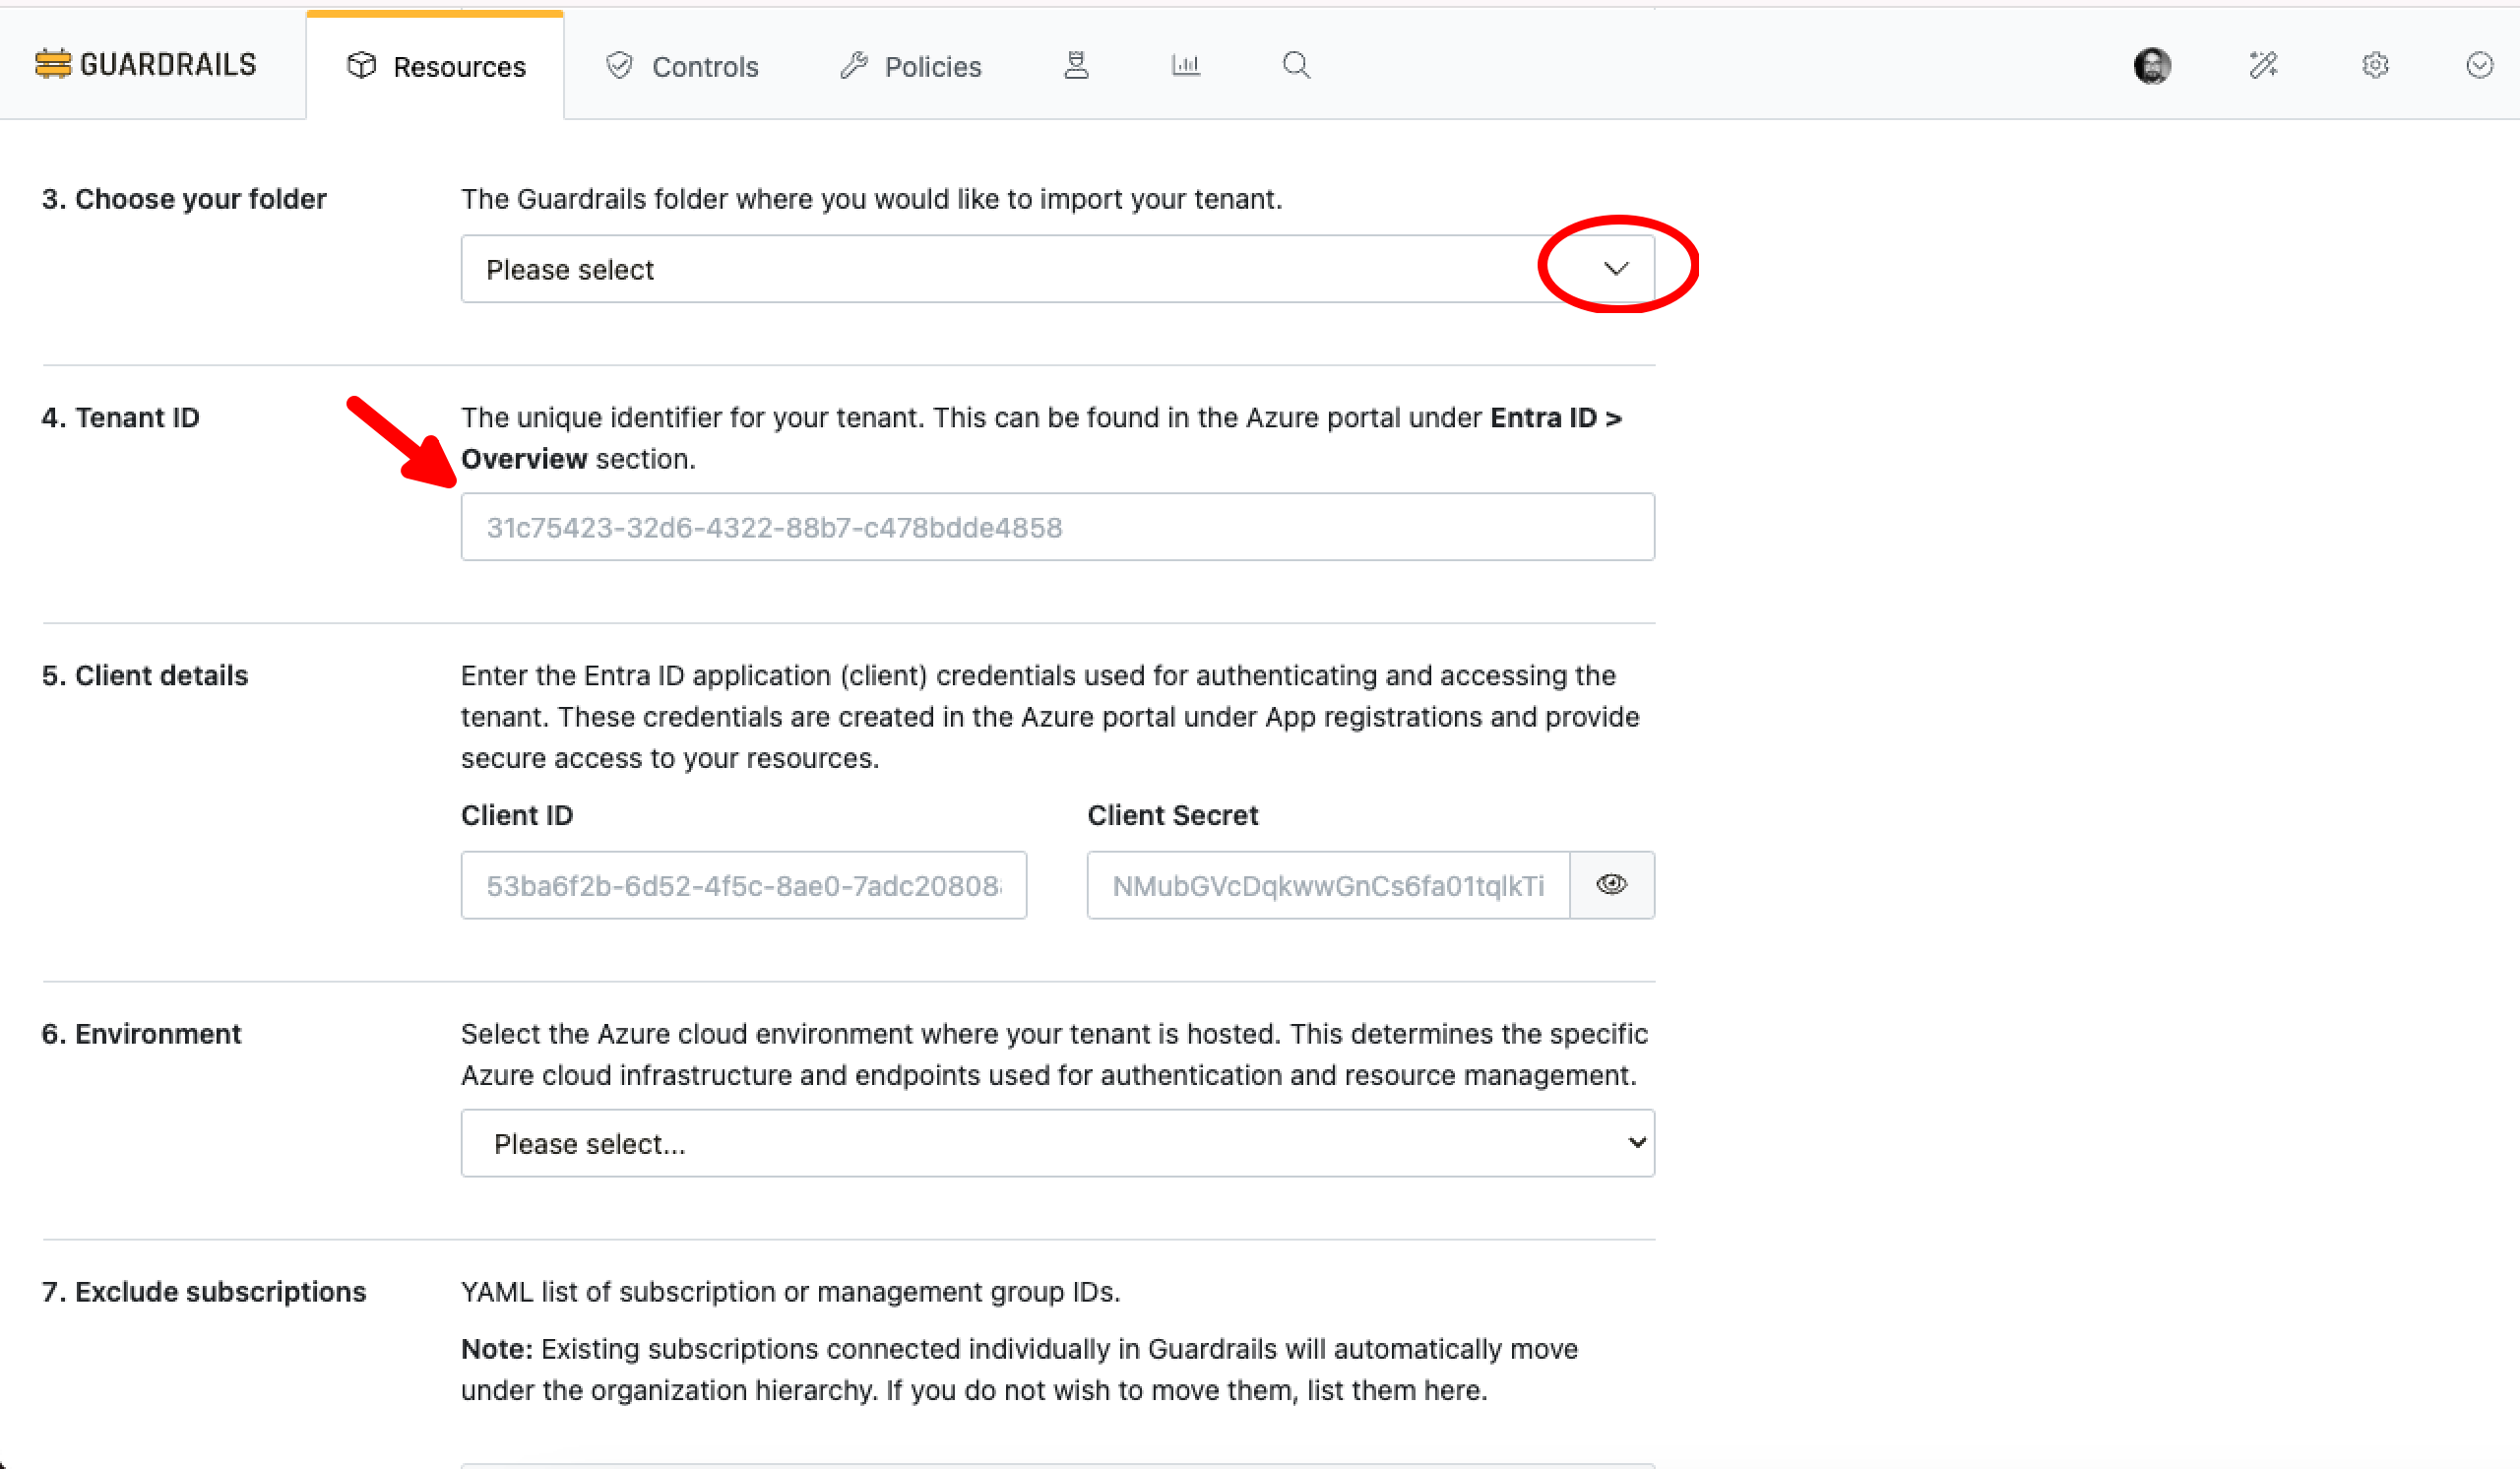 GUARDRAILS
Resources
Controls
Policies
3. Choose your folder
The Guardrails folder where you would like to import your tenant.
Please select
4. Tenant ID
The unique identifier for your tenant. This can be found in the Azure portal under Entra ID >
Overview section.
31c75423-32d6-4322-88b7-c478bdde4858
5. Client details
Enter the Entra ID application (client) credentials used for authenticating and accessing the
tenant. These credentials are created in the Azure portal under App registrations and provide
secure access to your resources.
Client ID
Client Secret
53ba6f2b-6d52-4f5c-8ae0-7adc20808
NMubGVcDqkwwGnCs6fa01tqlkTi
6. Environment
Select the Azure cloud environment where your tenant is hosted. This determines the specific
Azure cloud infrastructure and endpoints used for authentication and resource management.
Please select...
7. Exclude subscriptions
YAML list of subscription or management group IDs.
Note: Existing subscriptions connected individually in Guardrails will automatically move
under the organization hierarchy. If you do not wish to move them, list them here.